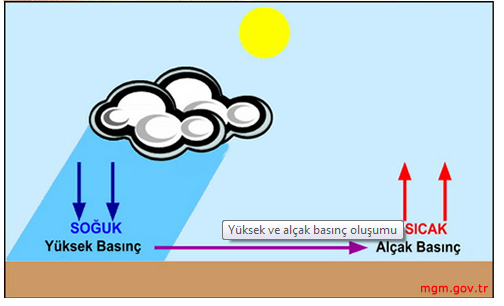 SOĞUK
Yüksek Basınç
Yüksek ve alçak basınç oluşumu
SICAK
Alçak Basınç
mgm.gov.tr